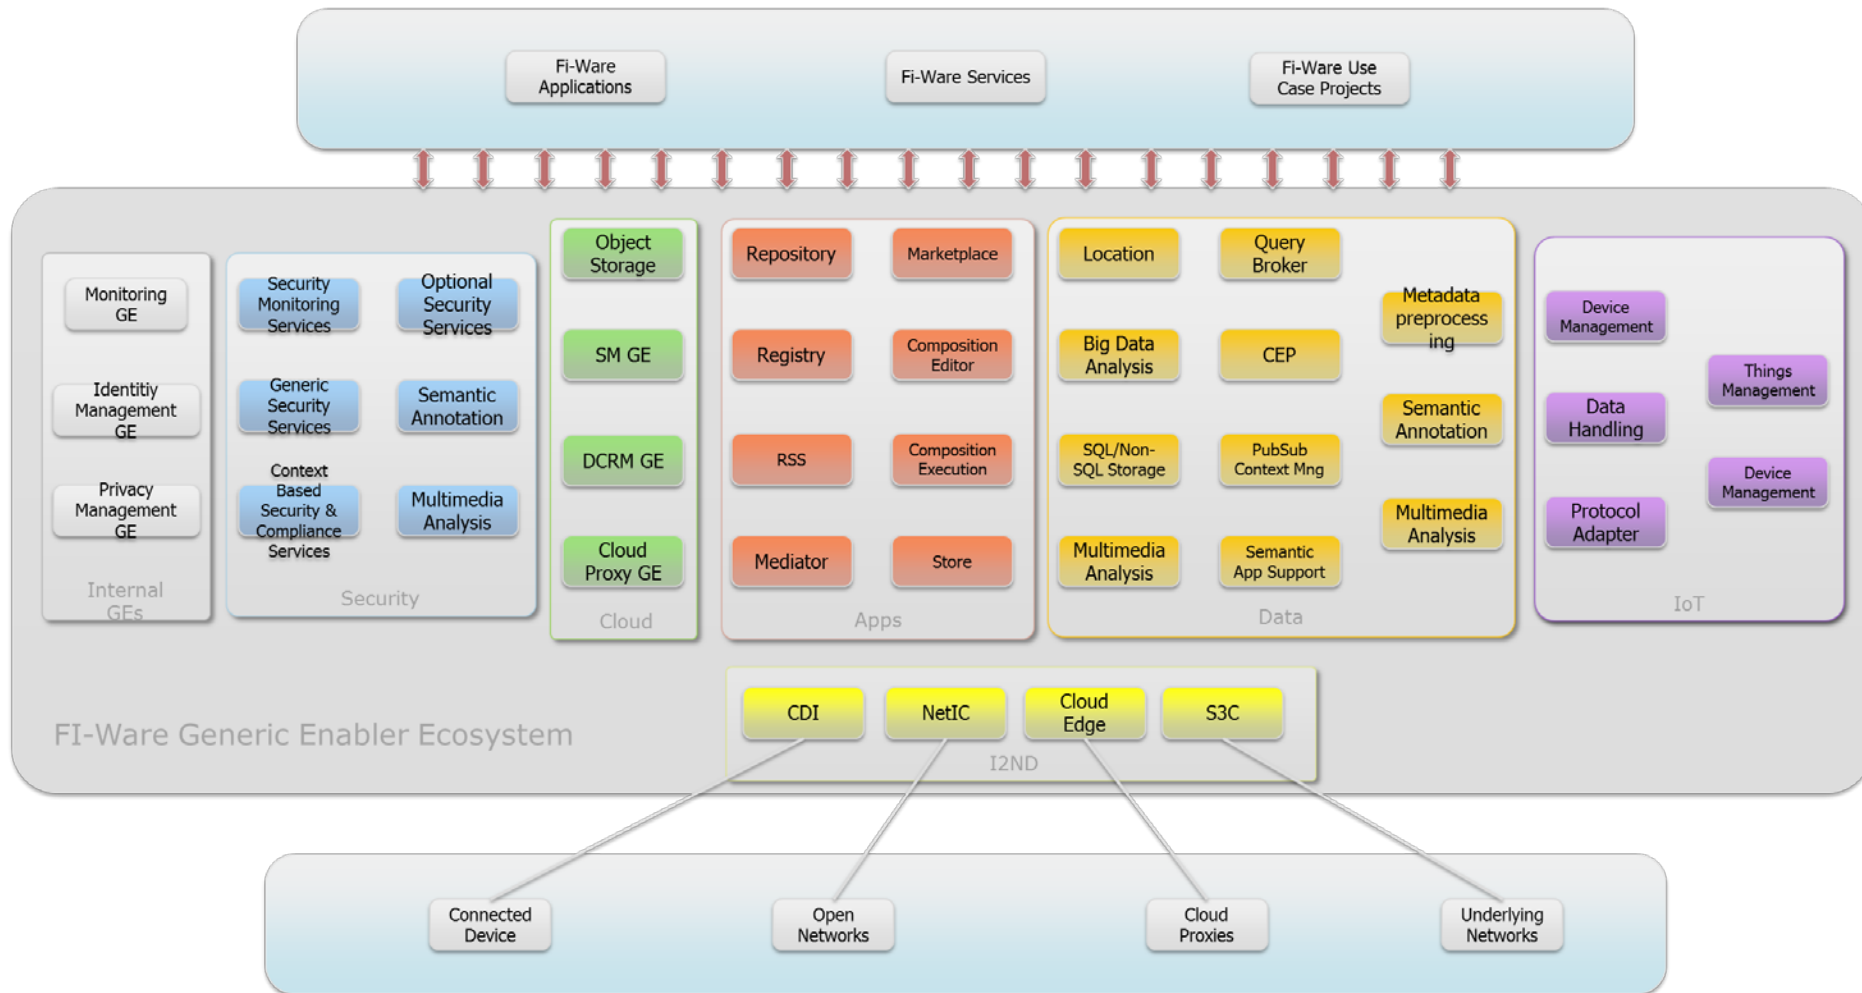 Fi-Ware
Applications
Fi-Ware Services
Fi-Ware Use
Case Projects
Monitoring
GE
Identitiy
Management
GE
Privacy
Management
GE
Internal
GEs
Security
Monitoring
Services
Optional
Security
Services
Generic
Security
Services
Semantic
Annotation
Context
Based
Security &
Compliance
Services
Multimedia
Analysis
Security
Object
Storage
SM GE
DCRM GE
Cloud
Proxy GE
Cloud
Repository
Marketplace
Registry
Composition
Editor
RSS
Composition
Execution
Mediator
Store
Apps
Location
Query
Broker
Metadata
preprocess
ing
Big Data
Analysis
CEP
Semantic
Annotation
SQL/Non-
SQL Storage
PubSub
Context Mng
Multimedia
Analysis
Multimedia
Analysis
Semantic
App Support
Data
Device
Management
Things
Management
Data
Handling
Device
Management
Protocol
Adapter
IoT
CDI
NetIC
Cloud
Edge
S3C
I2ND
FI-Ware Generic Enabler Ecosystem
Connected
Device
Open
Networks
Cloud
Proxies
Underlying
Networks